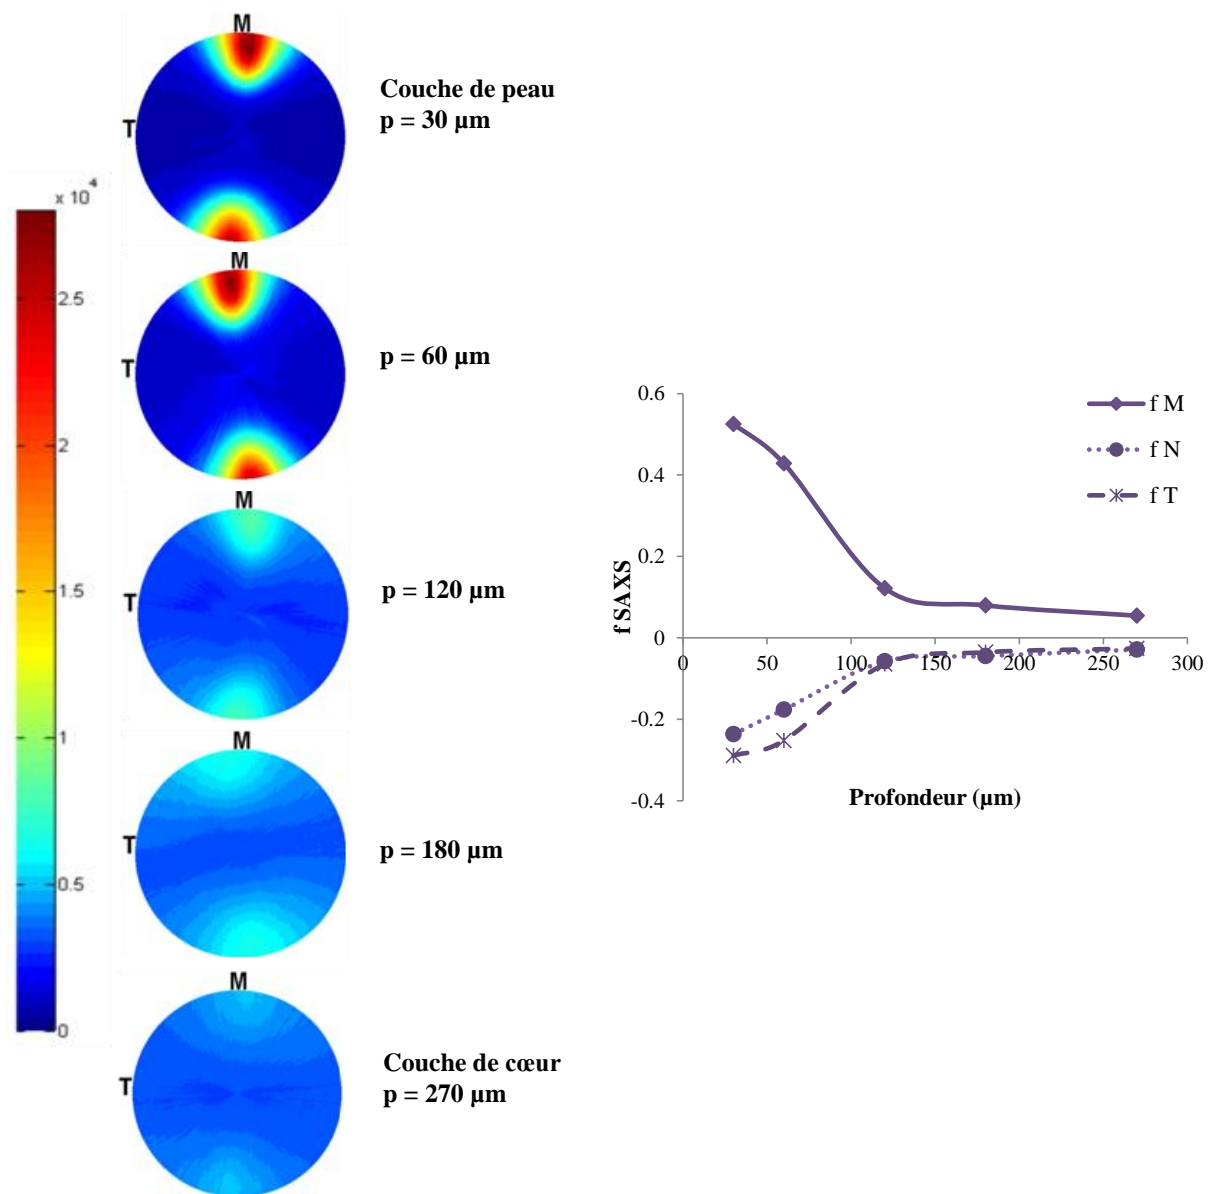 M
T
Couche de peau
p = 30 µm
x 10^4
2.5
2
1.5
1
0.5
0
M
T
p = 60 µm
M
T
p = 120 µm
M
T
p = 180 µm
M
T
Couche de cœur
p = 270 µm
f SAXS
0.6
0.4
0.2
0
-0.2
-0.4
0
50
100
150
200
250
300
Profondeur (µm)
f M
f N
f T